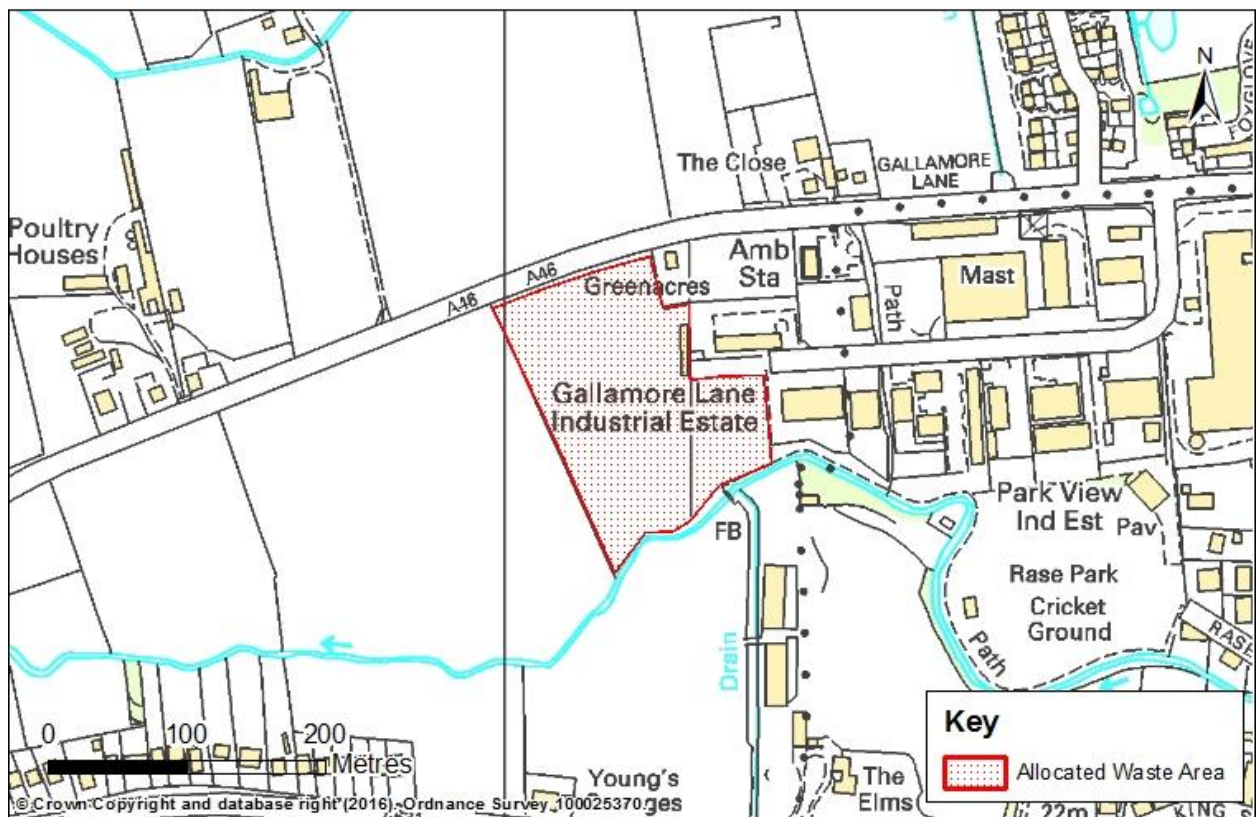 N
FOXGLOVE
The Close
GALLAMORE
LANE
Poultry
Houses
A46
A46
Greenacres
Amb
Sta
Path
Mast
Gallamore Lane
Industrial Estate
Park View
Ind Est
Pav
FB
Rase Park
Cricket
Ground
Path
Drain
0 100 200
Metres
Young's
The
Elms
22m
Key
Allocated Waste Area
© Crown Copyright and database right (2016). Ordnance Survey 100025370.